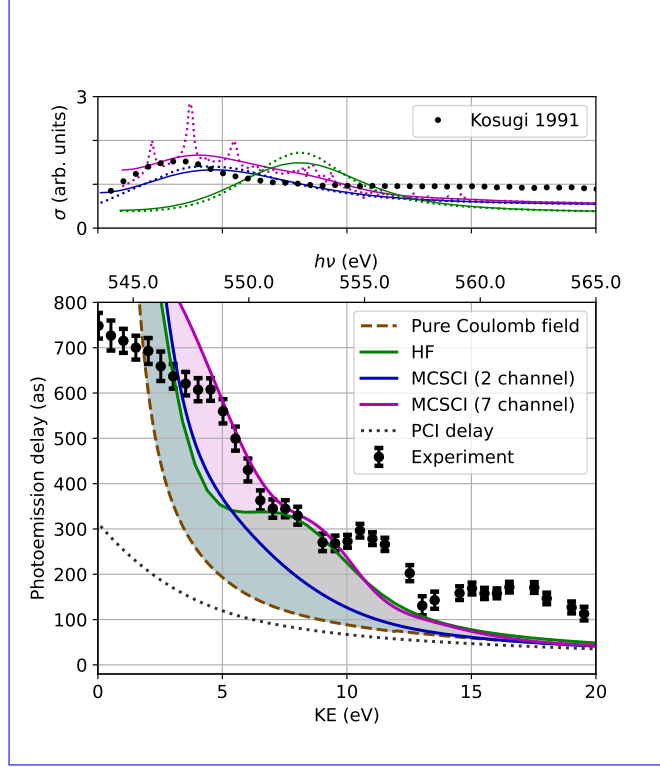 3
0
σ (arb. units)
Kosugi 1991
hν (eV)
545.0 550.0 555.0 560.0 565.0
800
700
600
500
400
300
200
100
0
Photoemission delay (as)
Pure Coulomb field
HF
MCSCI (2 channel)
MCSCI (7 channel)
PCI delay
Experiment
0 5 10 15 20
KE (eV)